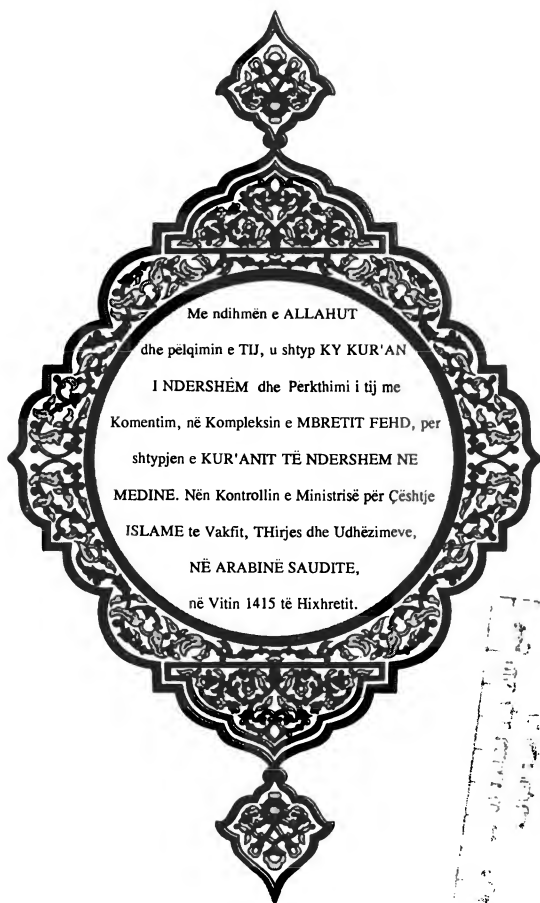 Me ndihmën e ALLAHUT
dhe pëlqimin e TIJ, u shtyp KY KUR'AN
I NDERSHËM dhe Përkthimi i tij me
Komentim, në Kompleksin e MBRETIT FEHD, per
shtypjen e KUR'ANIT TË NDERSHEM NE
MEDINE. Nën Kontrollin e Ministrisë për Çështje
ISLAME te Vakfit, THirjes dhe Udhëzimeve,
NË ARABINË SAUDITE,
në Vitin 1415 të Hixhretit.